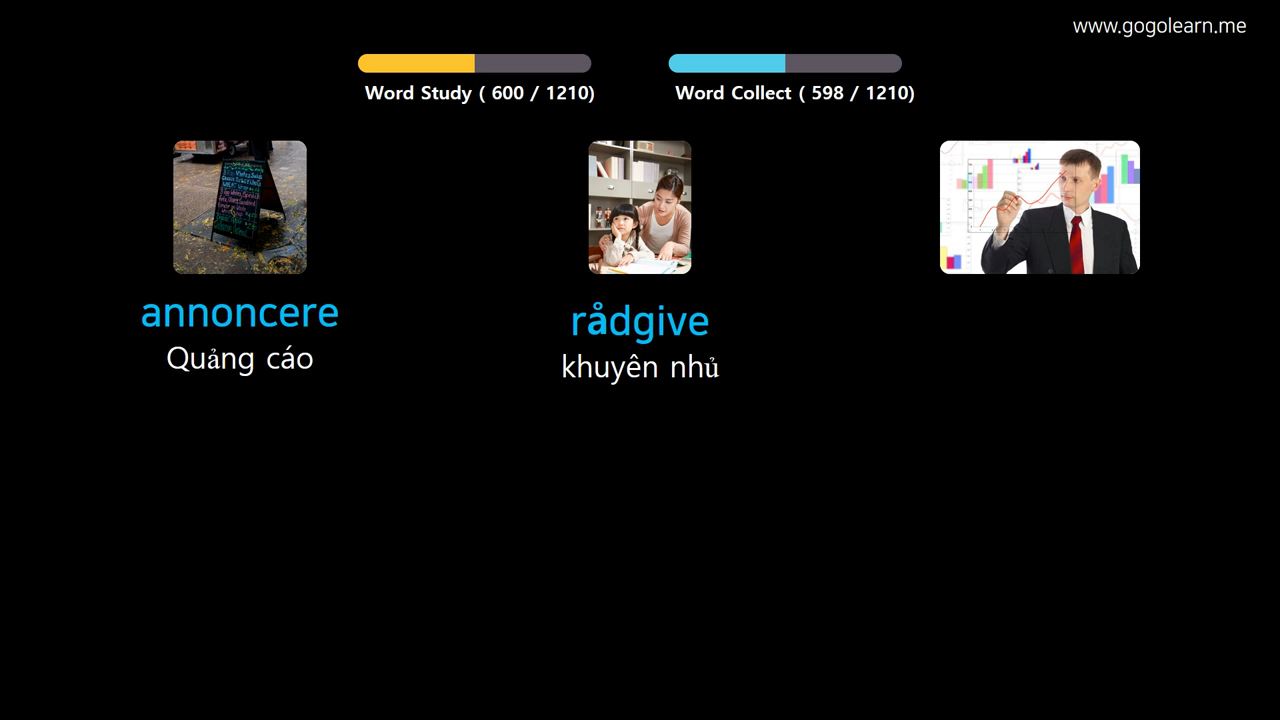 www.gogolearn.me
Word Study ( 600 / 1210)
Word Collect ( 598 / 1210)
annoncere
Quảng cáo
rådgive
khuyên nhủ